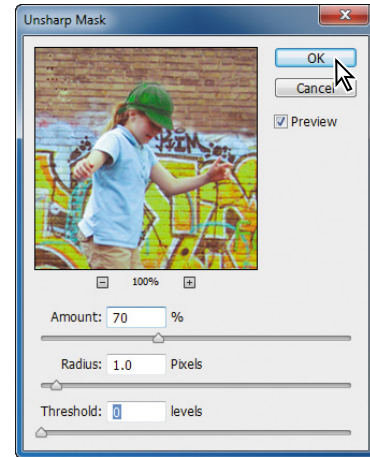 Unsharp Mask
OK
Cancel
Preview
100%
Amount: 70 %
Radius: 1.0 Pixels
Threshold: 0 levels